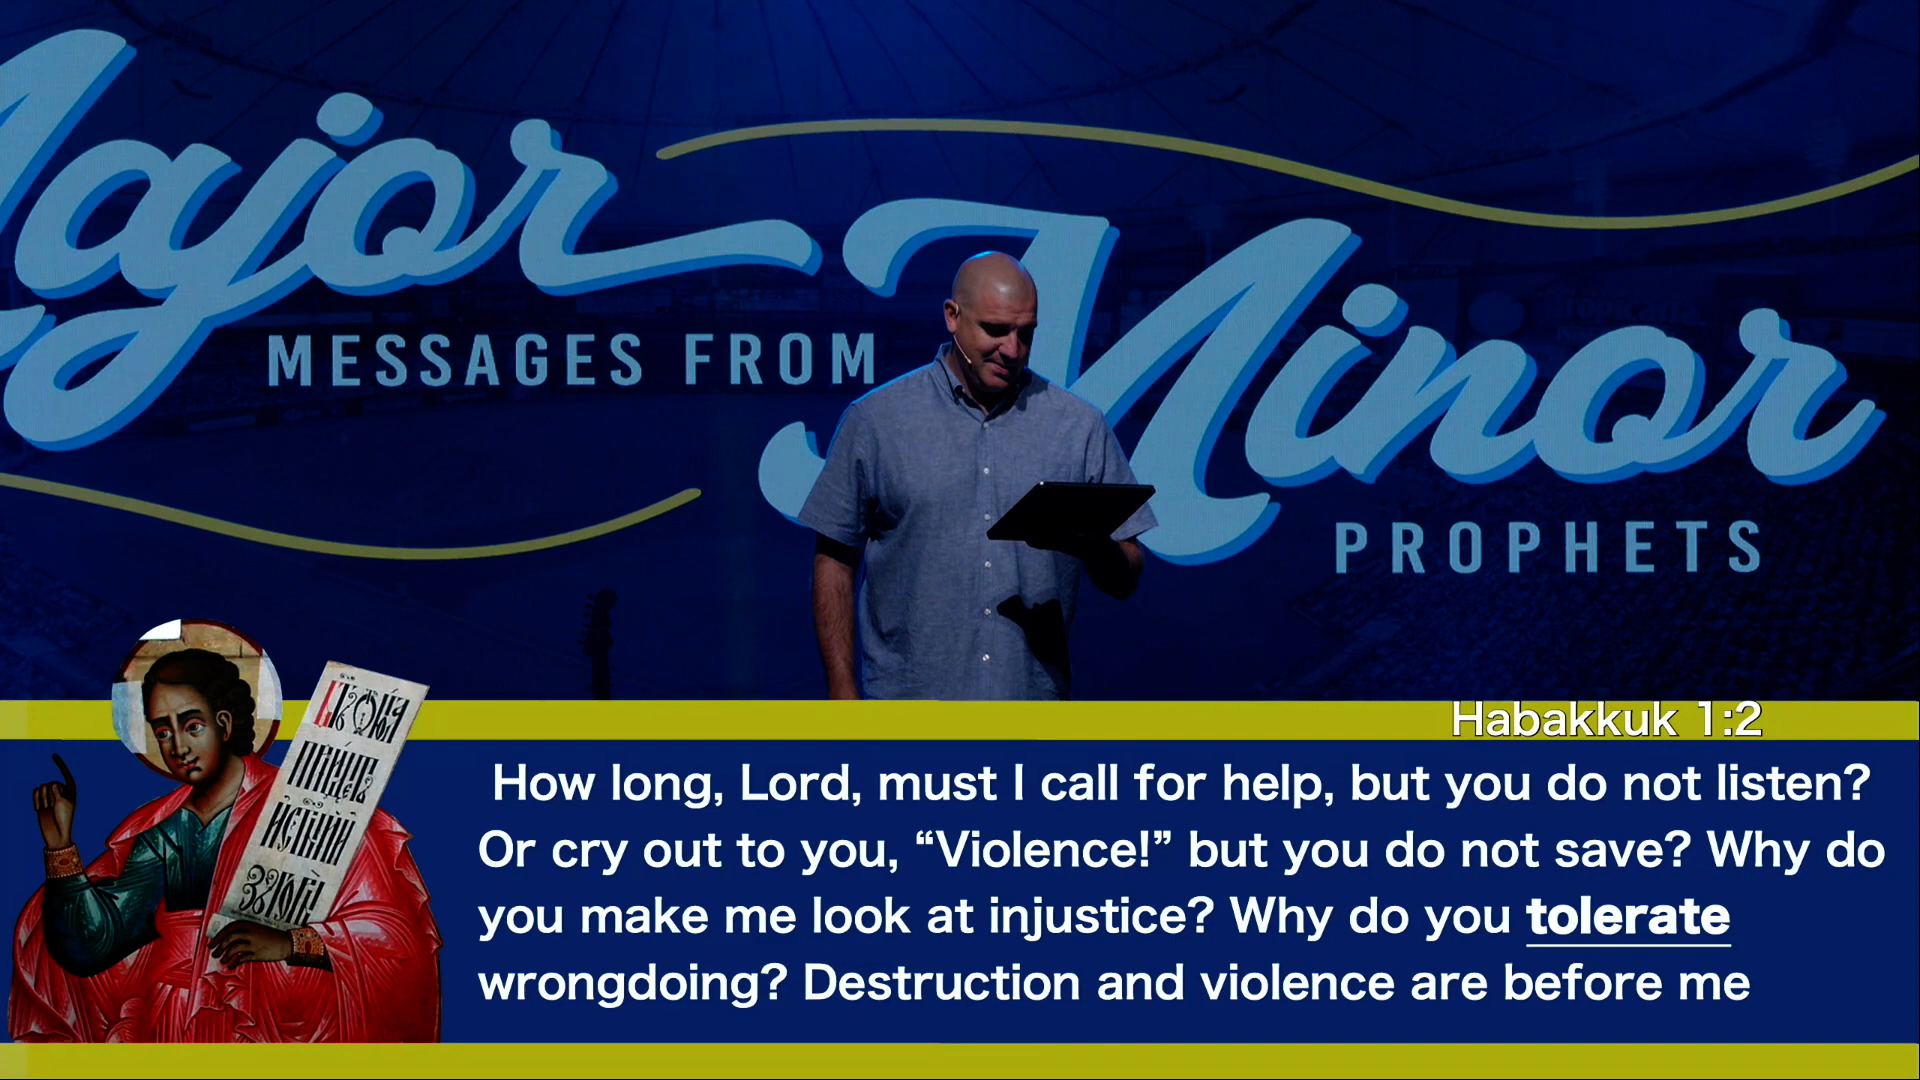 Major
MESSAGES FROM
Minor
PROPHETS
Habakkuk 1:2
How long, Lord, must I call for help, but you do not listen?
Or cry out to you, “Violence!” but you do not save? Why do
you make me look at injustice? Why do you tolerate
wrongdoing? Destruction and violence are before me